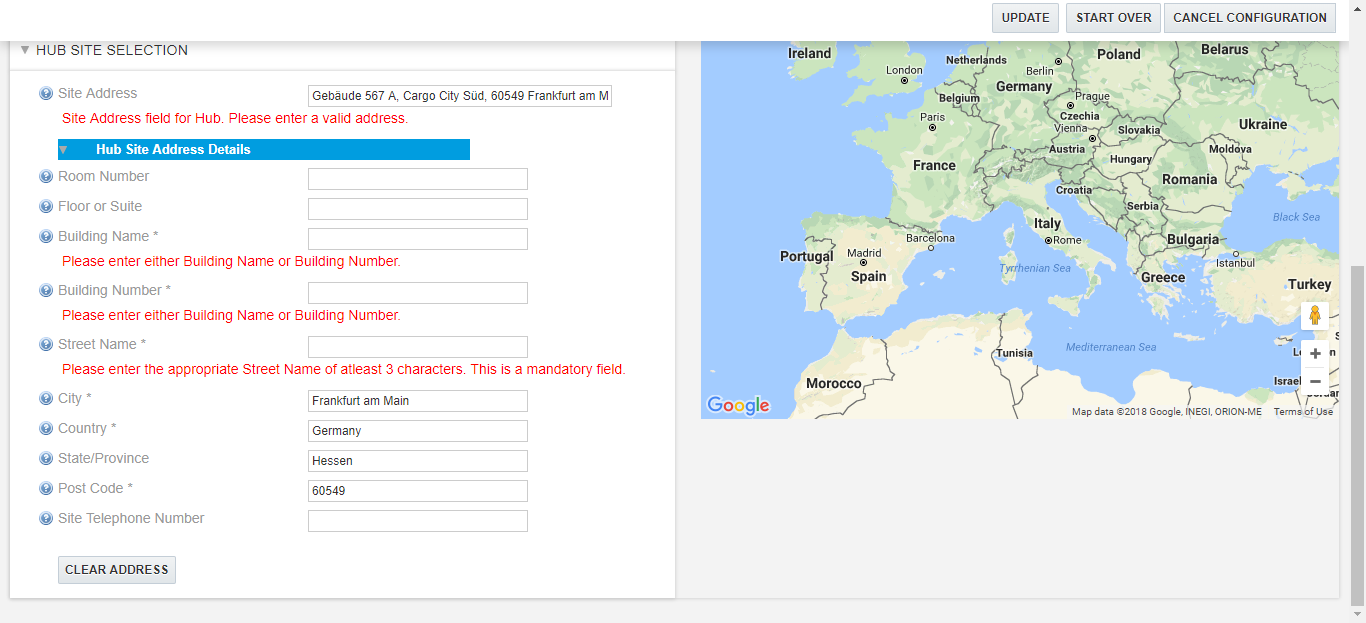 UPDATE START OVER CANCEL CONFIGURATION
HUB SITE SELECTION
Site Address Gebäude 567 A, Cargo City Süd, 60549 Frankfurt am M
Site Address field for Hub. Please enter a valid address.
Hub Site Address Details
Room Number
Floor or Suite
Building Name *
Please enter either Building Name or Building Number.
Building Number *
Please enter either Building Name or Building Number.
Street Name *
Please enter the appropriate Street Name of atleast 3 characters. This is a mandatory field.
City * Frankfurt am Main
Country * Germany
State/Province Hessen
Post Code * 60549
Site Telephone Number
CLEAR ADDRESS
Ireland
Netherlands
Poland
Belarus
London
Berlin
Germany
Belgium
Prague
Paris
Czechia
Ukraine
Vienna
Slovakia
Austria
Moldova
France
Hungary
Romania
Croatia
Serbia
Black Sea
Italy
Barcelona
Rome
Bulgaria
Portugal
Madrid
Istanbul
Tyrrhenian Sea
Spain
Greece
Turkey
Tunisia
Mediterranean Sea
Israel
Morocco
Google
Map data ©2018 Google, INEGI, ORION-ME Terms of Use